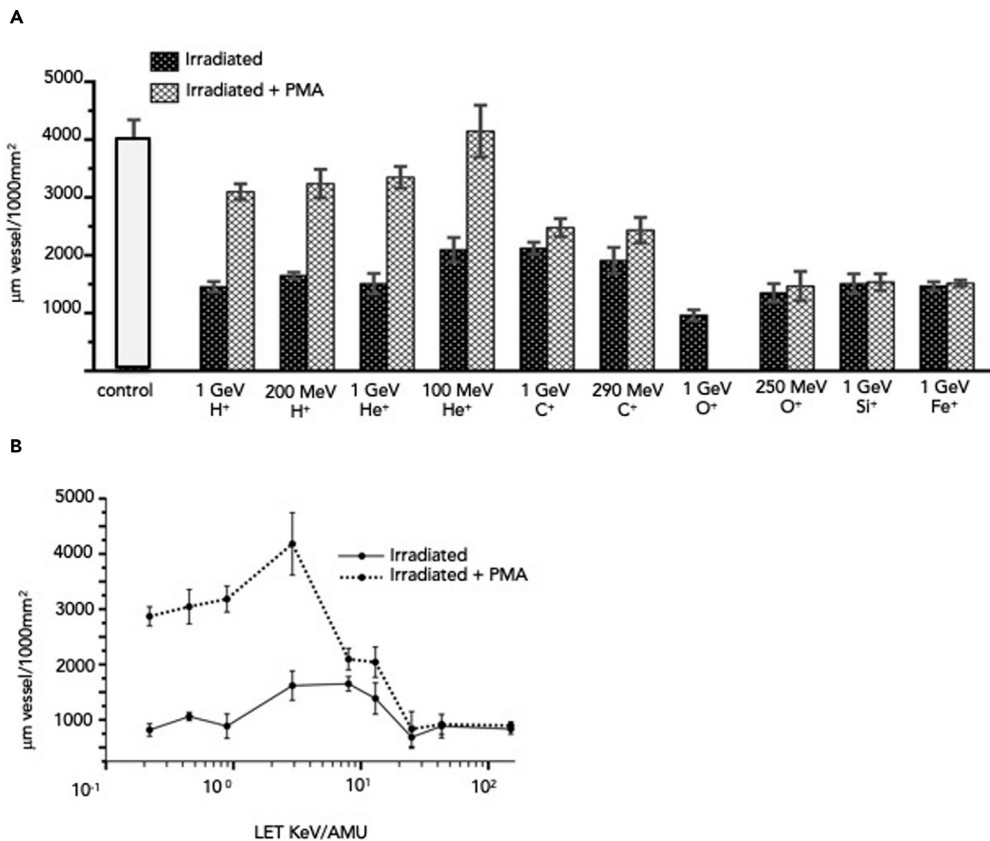 A
Irradiated
Irradiated + PMA
5000
4000
3000
2000
1000
μm vessel/1000mm²
control
1 GeV H⁺
200 MeV H⁺
1 GeV He⁺
100 MeV He⁺
1 GeV C⁺
290 MeV C⁺
1 GeV O⁺
250 MeV O⁺
1 GeV Si⁺
1 GeV Fe⁺
B
5000
4000
3000
2000
1000
μm vessel/1000mm²
Irradiated
Irradiated + PMA
10⁻¹
10⁰
10¹
10²
LET KeV/AMU